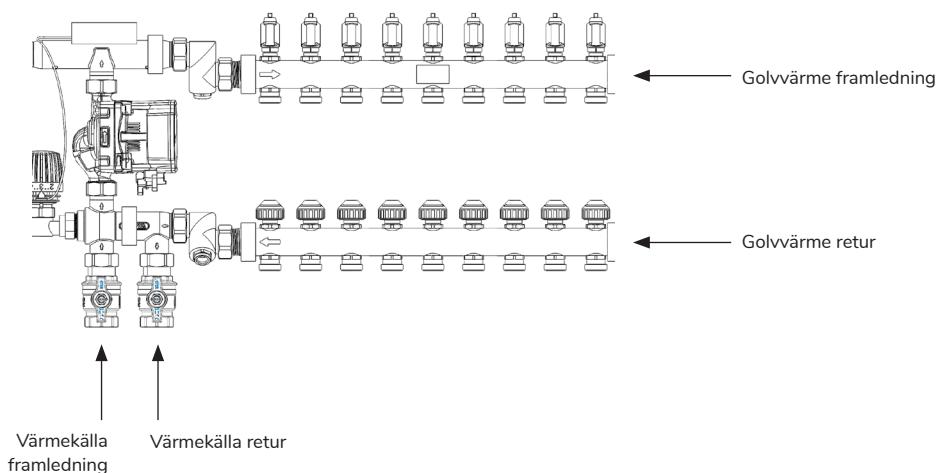 Golvvärme framledning
Golvvärme retur
Värmekälla
framledning
Värmekälla retur